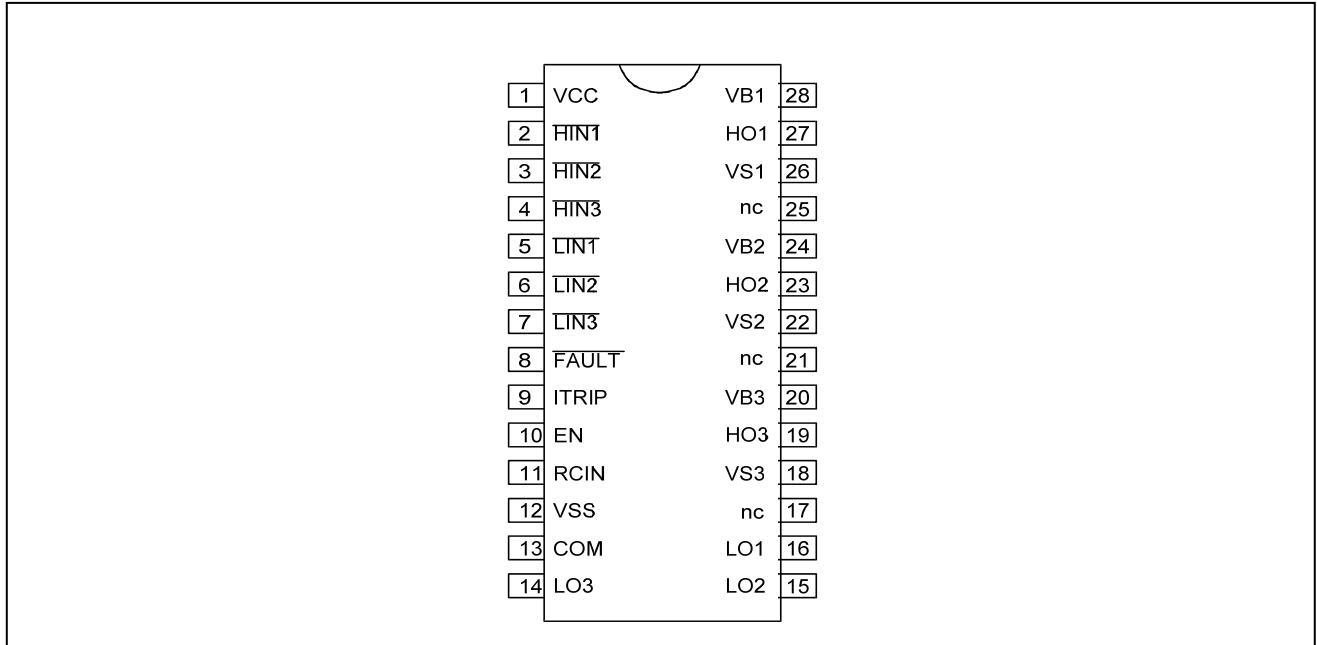 1 VCC VB1 28
2 HIN1 HO1 27
3 HIN2 VS1 26
4 HIN3 nc 25
5 LIN1 VB2 24
6 LIN2 HO2 23
7 LIN3 VS2 22
8 FAULT nc 21
9 ITRIP VB3 20
10 EN HO3 19
11 RCIN VS3 18
12 VSS nc 17
13 COM LO1 16
14 LO3 LO2 15